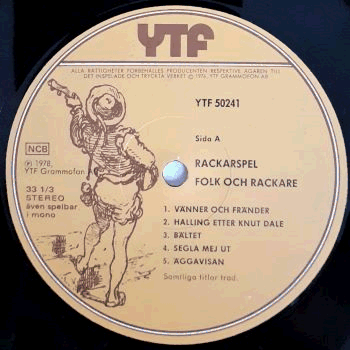 YTF
ALLA RÄTTIGHETER FÖRBEHÅLLES PRODUCENTEN RESPEKTIVE ÄGAREN TILL
DET INSPELADE OCH TRYCKTA VERKET © 1978, YTF GRAMMOFON AB
YTF 50241
Sida A
NCB
℗ 1978,
YTF Grammofon
33 1/3
STEREO
även spelbar
i mono
RACKARSPEL
FOLK OCH RACKARE
1. VÄNNER OCH FRÄNDER
2. HALLING ETTER KNUT DALE
3. BÄLTET
4. SEGLA MEJ UT
5. ÄGGAVISAN
Samtliga titlar trad.